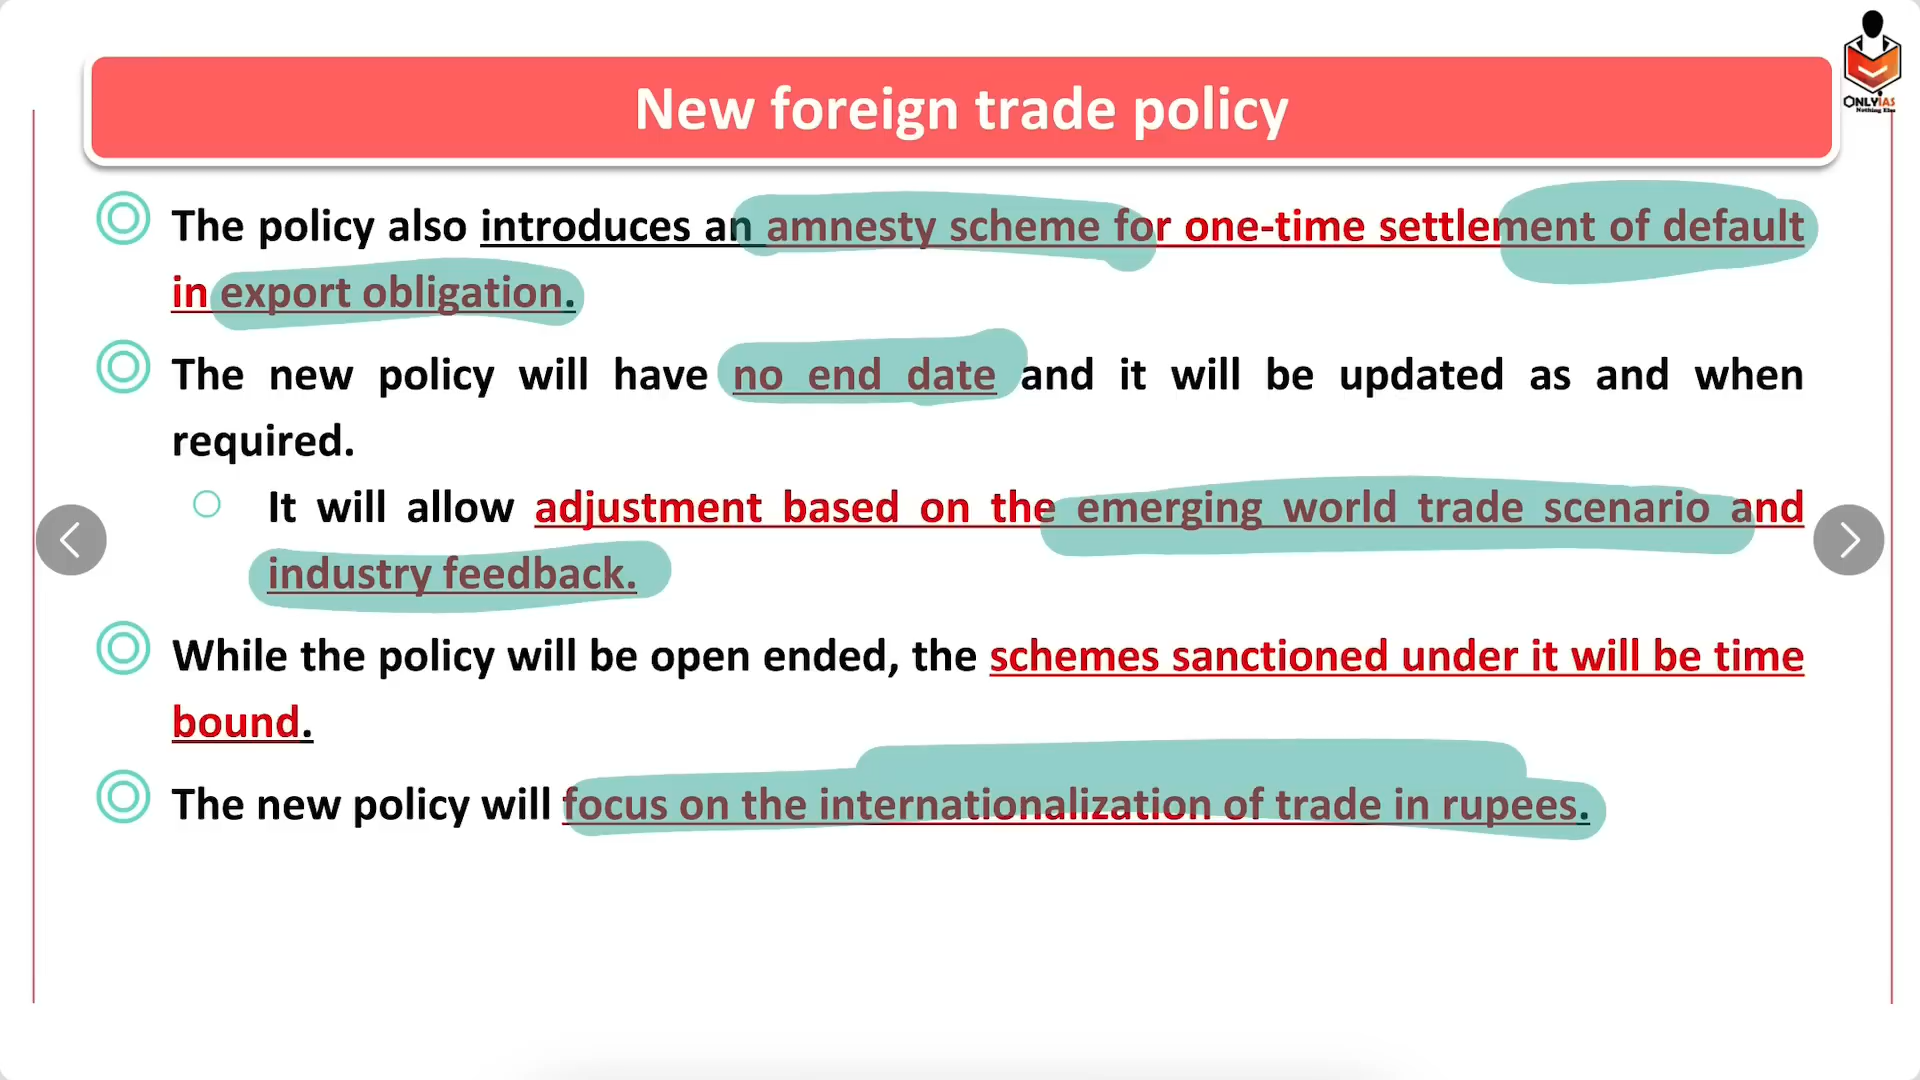 ONLYIAS
Nothing Else
New foreign trade policy
The policy also introduces an amnesty scheme for one-time settlement of default
in export obligation.
The new policy will have no end date and it will be updated as and when
required.
It will allow adjustment based on the emerging world trade scenario and
industry feedback.
While the policy will be open ended, the schemes sanctioned under it will be time
bound.
The new policy will focus on the internationalization of trade in rupees.